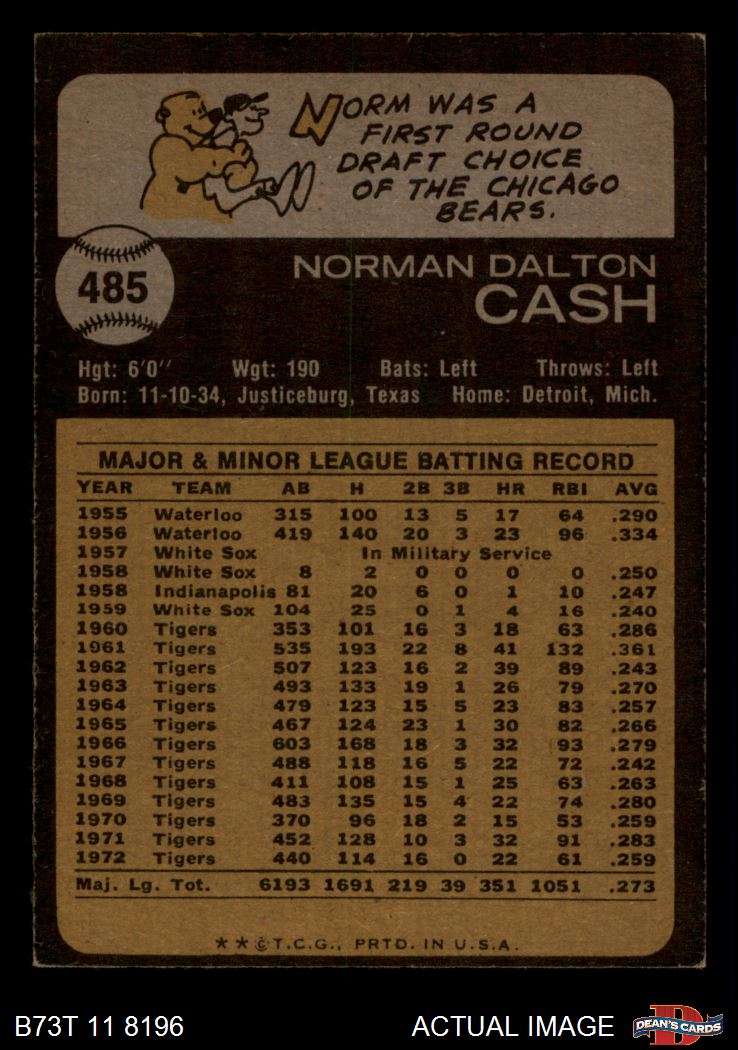 NORM WAS A
FIRST ROUND
DRAFT CHOICE
OF THE CHICAGO
BEARS.
485
NORMAN DALTON
CASH
Hgt: 6'0" Wgt: 190 Bats: Left Throws: Left
Born: 11-10-34, Justiceburg, Texas Home: Detroit, Mich.
MAJOR & MINOR LEAGUE BATTING RECORD
YEAR TEAM AB H 2B 3B HR RBI AVG
1955 Waterloo 315 100 13 5 17 64 .290
1956 Waterloo 419 140 20 3 23 96 .334
1957 White Sox In Military Service
1958 White Sox 8 2 0 0 0 0 .250
1958 Indianapolis 81 20 6 0 1 10 .247
1959 White Sox 104 25 0 1 4 16 .240
1960 Tigers 353 101 16 3 18 63 .286
1961 Tigers 535 193 22 8 41 132 .361
1962 Tigers 507 123 16 2 39 89 .243
1963 Tigers 493 133 19 1 26 79 .270
1964 Tigers 479 123 15 5 23 83 .257
1965 Tigers 467 124 23 1 30 82 .266
1966 Tigers 603 168 18 3 32 93 .279
1967 Tigers 488 118 16 5 22 72 .242
1968 Tigers 411 108 15 1 25 63 .263
1969 Tigers 483 135 15 4 22 74 .280
1970 Tigers 370 96 18 2 15 53 .259
1971 Tigers 452 128 10 3 32 91 .283
1972 Tigers 440 114 16 0 22 61 .259
Maj. Lg. Tot. 6193 1691 219 39 351 1051 .273
★★©T.C.G., PRTD. IN U.S.A.
B73T 11 8196 ACTUAL IMAGE DEAN'S CARDS